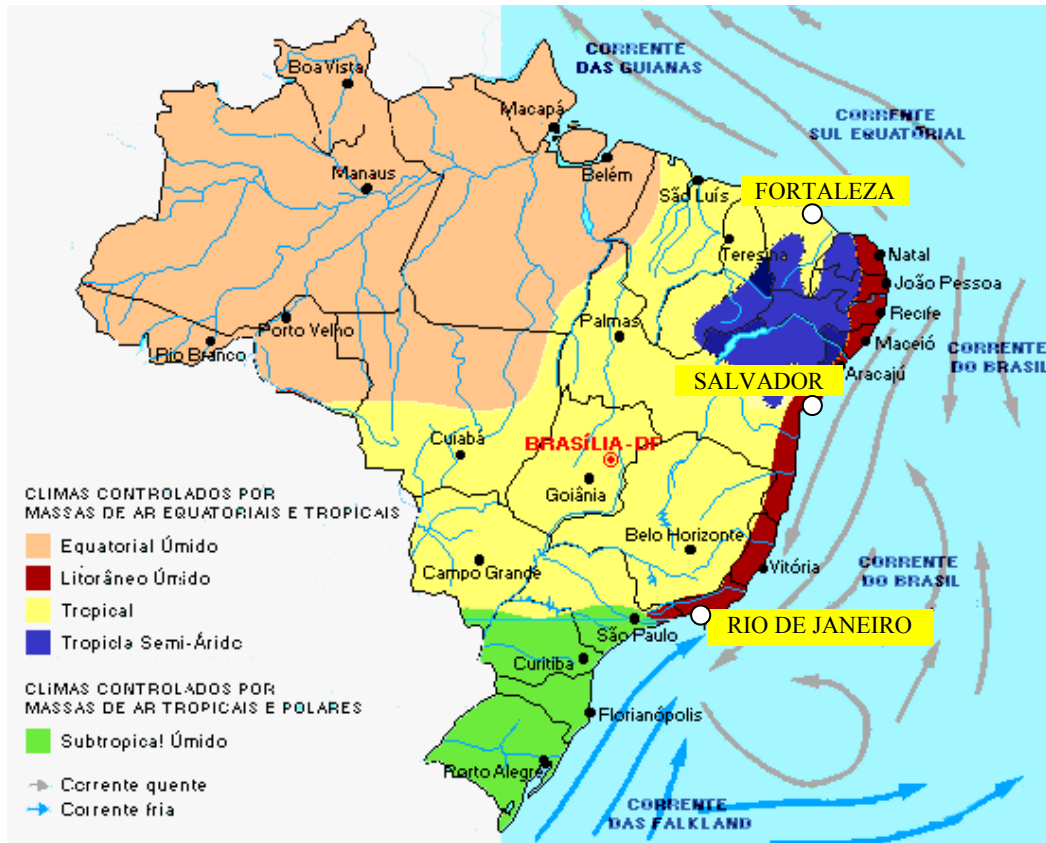 CORRENTE
DAS GUIANAS
CORRENTE
SUL EQUATORIAL
Boa Vista
Macapá
Manaus
Belém
São Luís
FORTALEZA
Teresina
Natal
João Pessoa
Recife
Maceió
Aracajú
Porto Velho
Rio Branco
Palmas
CORRENTE
DO BRASIL
SALVADOR
Cuiabá
BRASÍLIA-DF
Goiânia
Belo Horizonte
Campo Grande
Vitória
CORRENTE
DO BRASIL
São Paulo
RIO DE JANEIRO
Curitiba
Florianópolis
Porto Alegre
CORRENTE
DAS FALKLAND
CLIMAS CONTROLADOS POR
MASSAS DE AR EQUATORIAIS E TROPICAIS
Equatorial Úmido
Litorâneo Úmido
Tropical
Tropicla Semi-Árido
CLIMAS CONTROLADOS POR
MASSAS DE AR TROPICAIS E POLARES
Subtropical Úmido
Corrente quente
Corrente fria